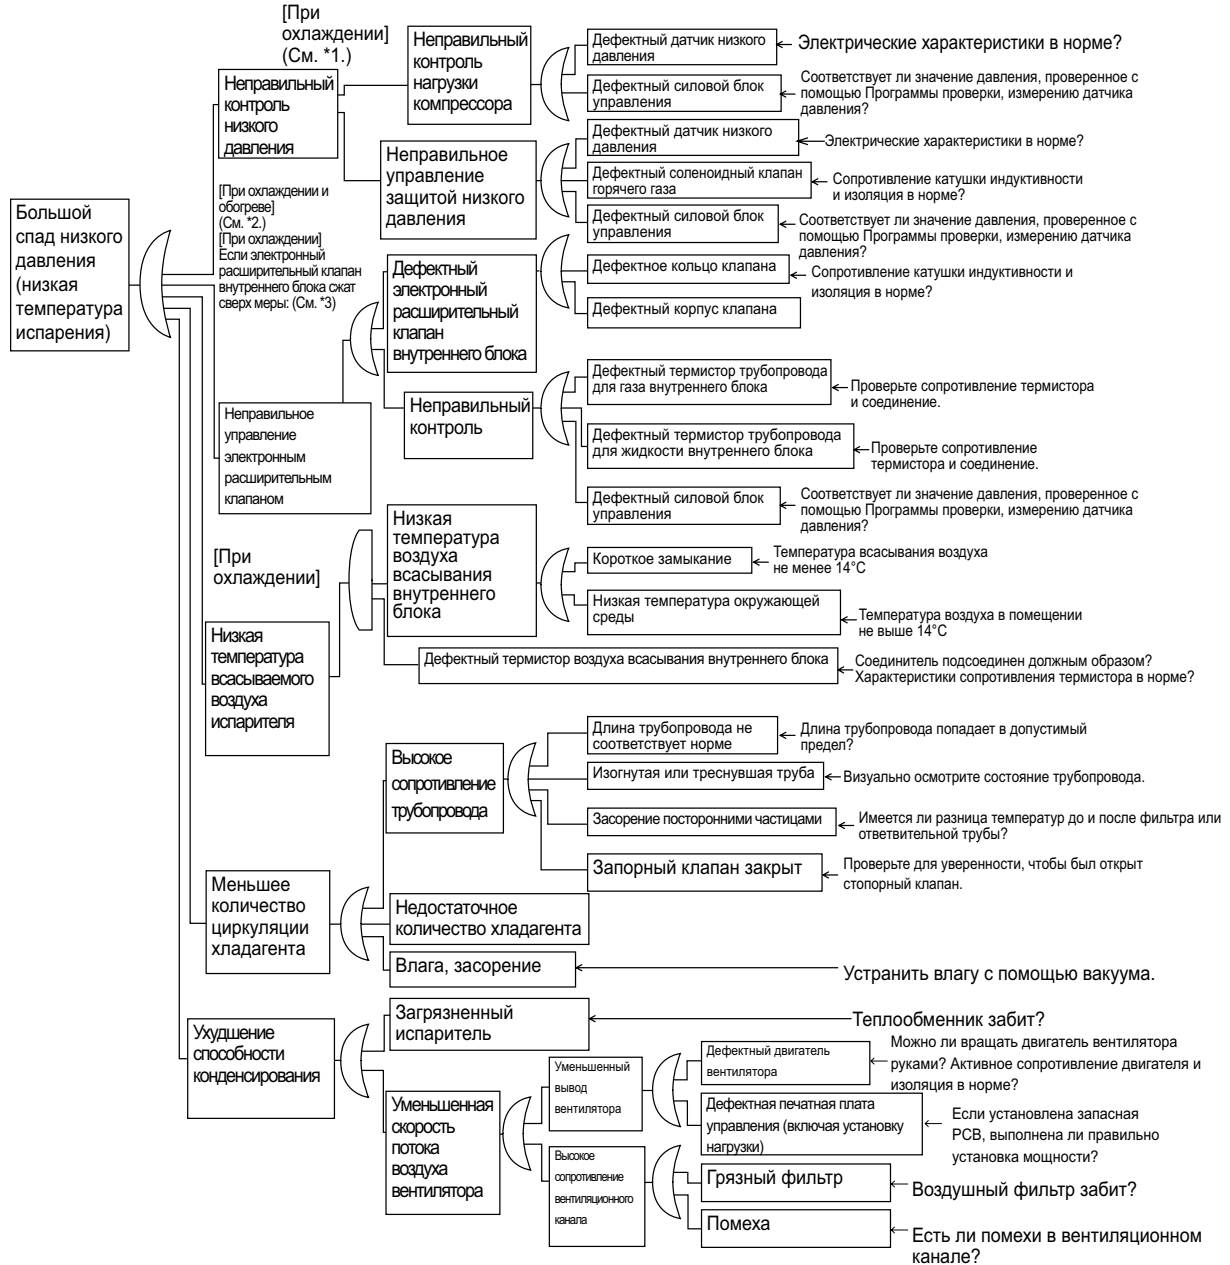 [При
охлаждении]
(См. *1.)
Неправильный
контроль
нагрузки
компрессора
Дефектный датчик низкого
давления
Электрические характеристики в норме?
Дефектный силовой блок
управления
Соответствует ли значение давления, проверенное с
помощью Программы проверки, измерению датчика
давления?
Неправильный
контроль
низкого
давления
Неправильное
управление
защитой низкого
давления
Дефектный датчик низкого
давления
Электрические характеристики в норме?
Дефектный соленоидный клапан
горячего газа
Сопротивление катушки индуктивности
и изоляция в норме?
Дефектный силовой блок
управления
Соответствует ли значение давления, проверенное с
помощью Программы проверки, измерению датчика
давления?
Большой
спад низкого
давления
(низкая
температура
испарения)
[При охлаждении и
обогреве]
(См. *2.)
[При охлаждении]
Если электронный
расширительный клапан
внутреннего блока сжат
сверх меры: (См. *3)
Дефектный
электронный
расширительный
клапан
внутреннего блока
Дефектное кольцо клапана
Сопротивление катушки индуктивности и
изоляция в норме?
Дефектный корпус клапана
Неправильное
управление
электронным
расширительным
клапаном
Неправильный
контроль
Дефектный термистор трубопровода
для газа внутреннего блока
Проверьте сопротивление термистора
и соединение.
Дефектный термистор трубопровода
для жидкости внутреннего блока
Проверьте сопротивление
термистора и соединение.
Дефектный силовой блок
управления
Соответствует ли значение давления, проверенное с
помощью Программы проверки, измерению датчика
давления?
[При
охлаждении]
Низкая
температура
воздуха
всасывания
внутреннего
блока
Короткое замыкание
Температура всасывания воздуха
не менее 14°C
Низкая температура окружающей
среды
Температура воздуха в помещении
не выше 14°C
Низкая
температура
всасываемого
воздуха
испарителя
Дефектный термистор воздуха всасывания внутреннего блока
Соединитель подсоединен должным образом?
Характеристики сопротивления термистора в норме?
Высокое
сопротивление
трубопровода
Длина трубопровода не
соответствует норме
Длина трубопровода попадает в допустимый
предел?
Изогнутая или треснувшая труба
Визуально осмотрите состояние трубопровода.
Засорение посторонними частицами
Имеется ли разница температур до и после фильтра или
ответвительной трубы?
Запорный клапан закрыт
Проверьте для уверенности, чтобы был открыт
стопорный клапан.
Меньшее
количество
циркуляции
хладагента
Недостаточное
количество хладагента
Влага, засорение
Устранить влагу с помощью вакуума.
Ухудшение
способности
конденсирования
Загрязненный
испаритель
Теплообменник забит?
Уменьшенная
скорость
потока
воздуха
вентилятора
Уменьшенный
вывод
вентилятора
Дефектный двигатель
вентилятора
Можно ли вращать двигатель вентилятора
руками? Активное сопротивление двигателя и
изоляция в норме?
Дефектная печатная плата
управления (включая установку
нагрузки)
Если установлена запасная
PCB, выполнена ли правильно
установка мощности?
Высокое
сопротивление
вентиляционного
канала
Грязный фильтр
Воздушный фильтр забит?
Помеха
Есть ли помехи в вентиляционном
канале?